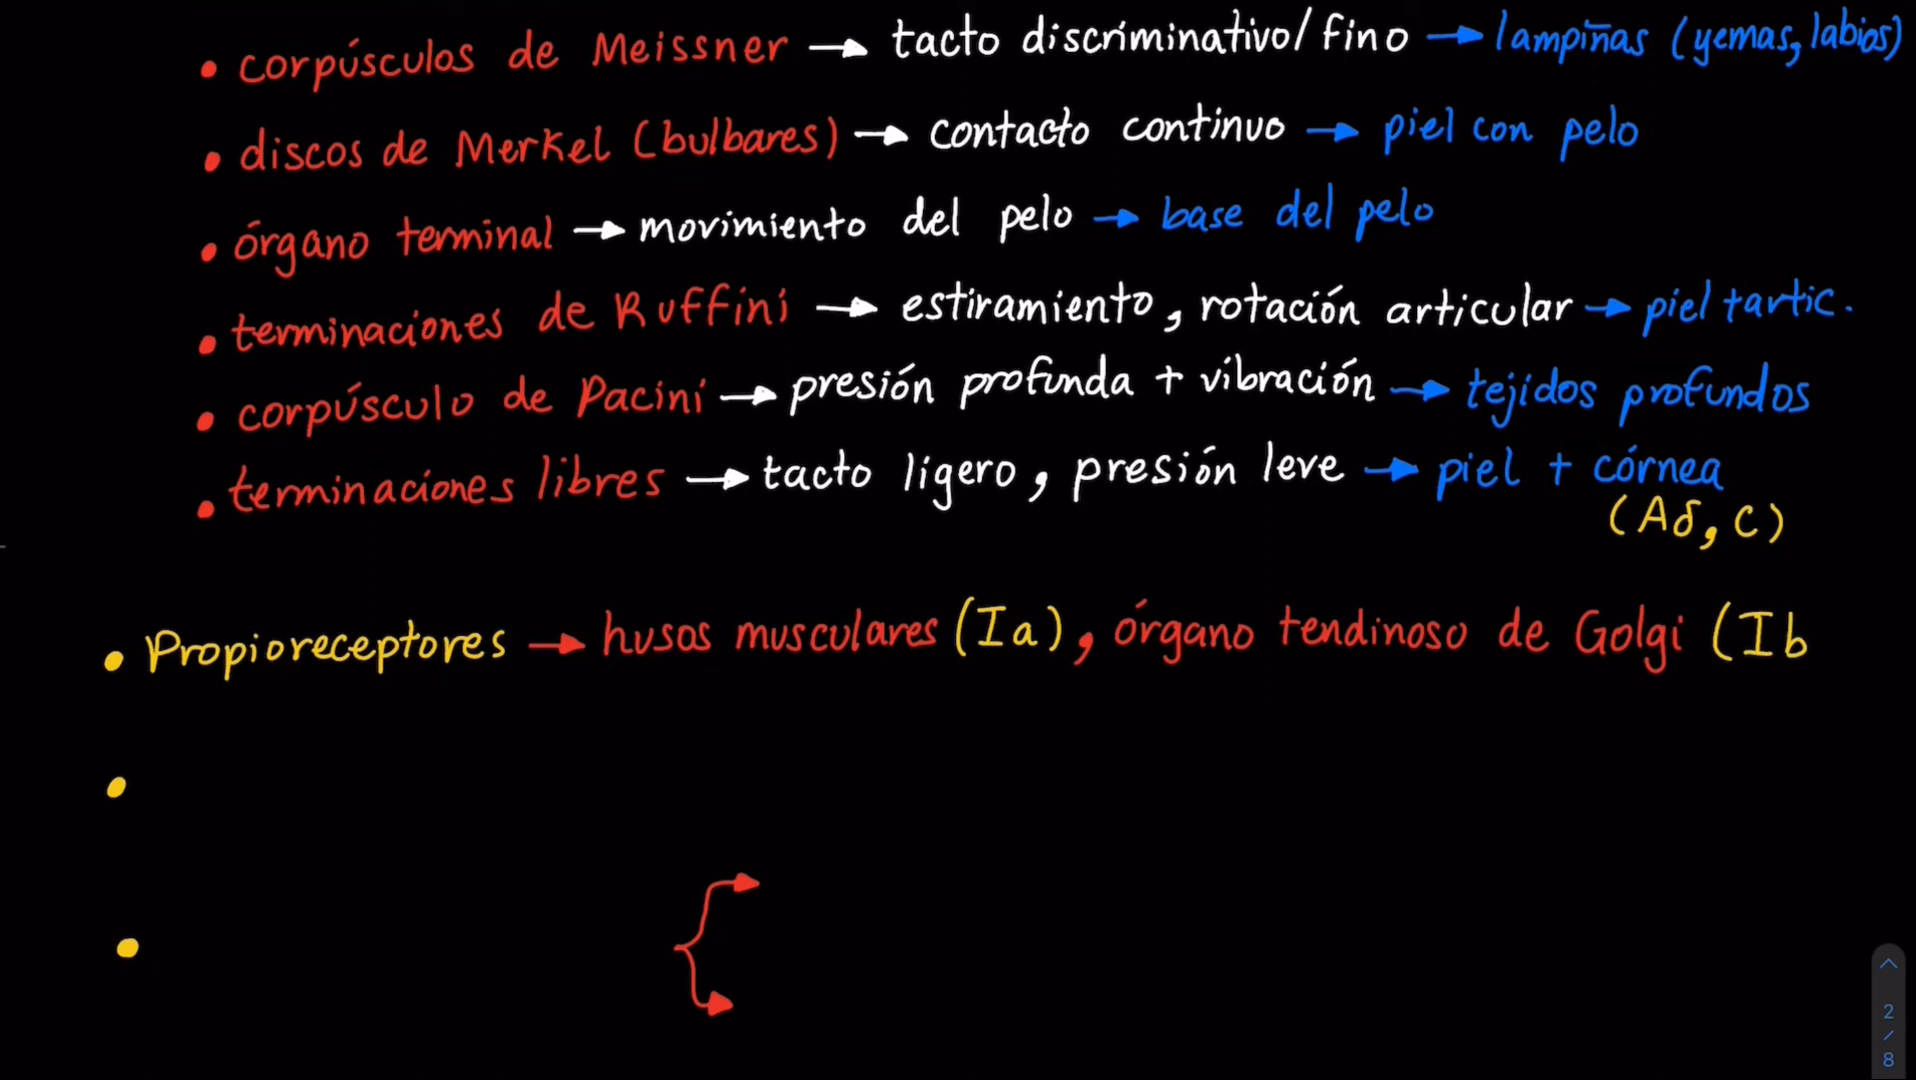 • corpúsculos de Meissner → tacto discriminativo/fino → lampiñas (yemas, labios)
• discos de Merkel (bulbares) → contacto continuo → piel con pelo
• órgano terminal → movimiento del pelo → base del pelo
• terminaciones de Ruffini → estiramiento, rotación articular → piel + artic.
• corpúsculo de Pacini → presión profunda + vibración → tejidos profundos
• terminaciones libres → tacto ligero, presión leve → piel + córnea
(Aδ, C)
• Propioreceptores → husos musculares (Ia), órgano tendinoso de Golgi (Ib
2
/
8